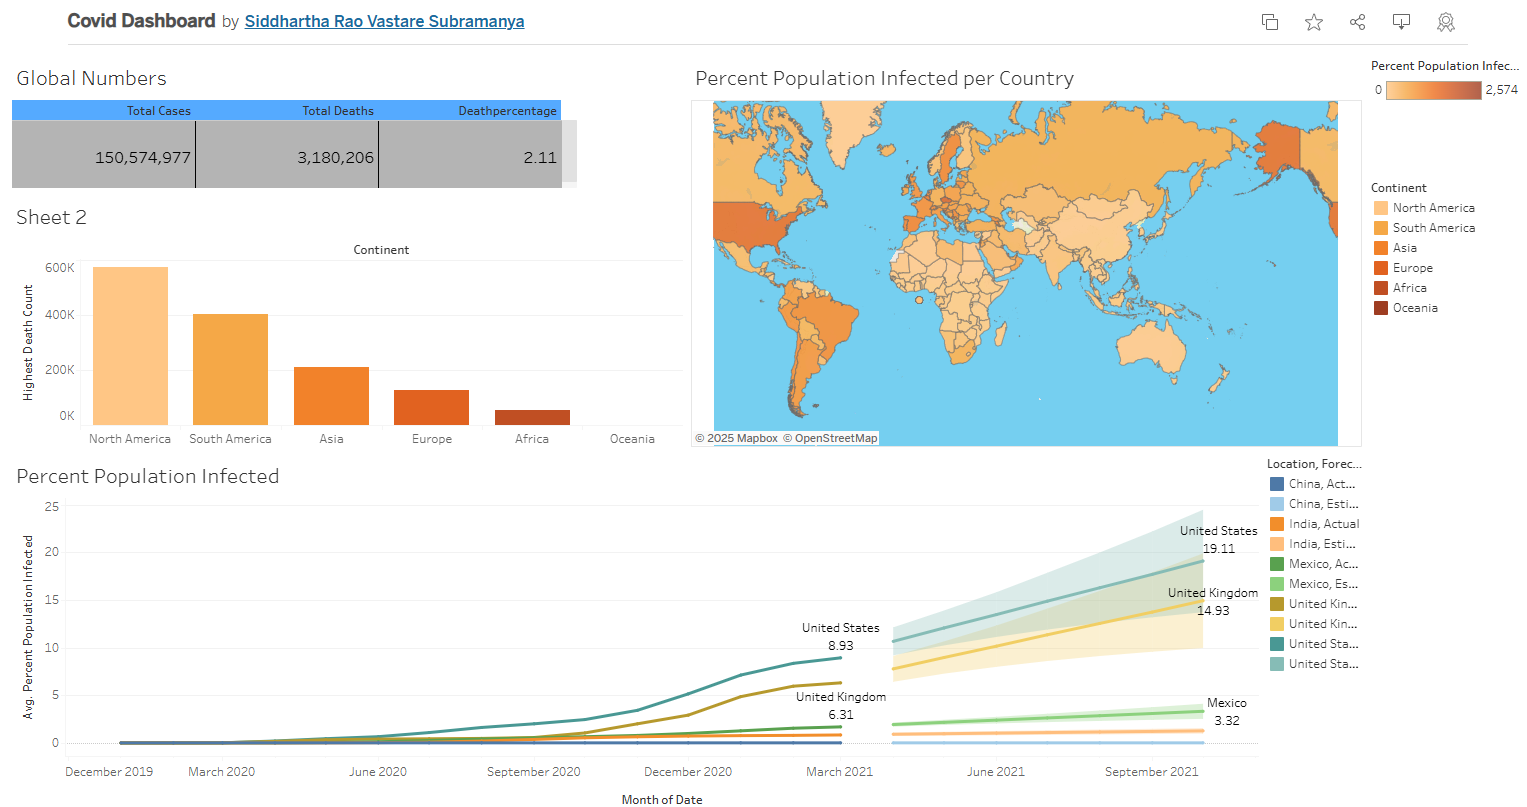 Covid Dashboard by Siddhartha Rao Vastare Subramanya
Global Numbers
Total Cases Total Deaths Deathpercentage
150,574,977 3,180,206 2.11
Sheet 2
Continent
Highest Death Count
600K
400K
200K
0K
North America South America Asia Europe Africa Oceania
Percent Population Infected per Country
© 2025 Mapbox © OpenStreetMap
Percent Population Infec...
0 2,574
Continent
North America
South America
Asia
Europe
Africa
Oceania
Percent Population Infected
Avg. Percent Population Infected
25
20
15
10
5
0
United States
8.93
United Kingdom
6.31
United States
19.11
United Kingdom
14.93
Mexico
3.32
December 2019 March 2020 June 2020 September 2020 December 2020 March 2021 June 2021 September 2021
Month of Date
Location, Forec...
China, Act...
China, Esti...
India, Actual
India, Esti...
Mexico, Ac...
Mexico, Es...
United Kin...
United Kin...
United Sta...
United Sta...